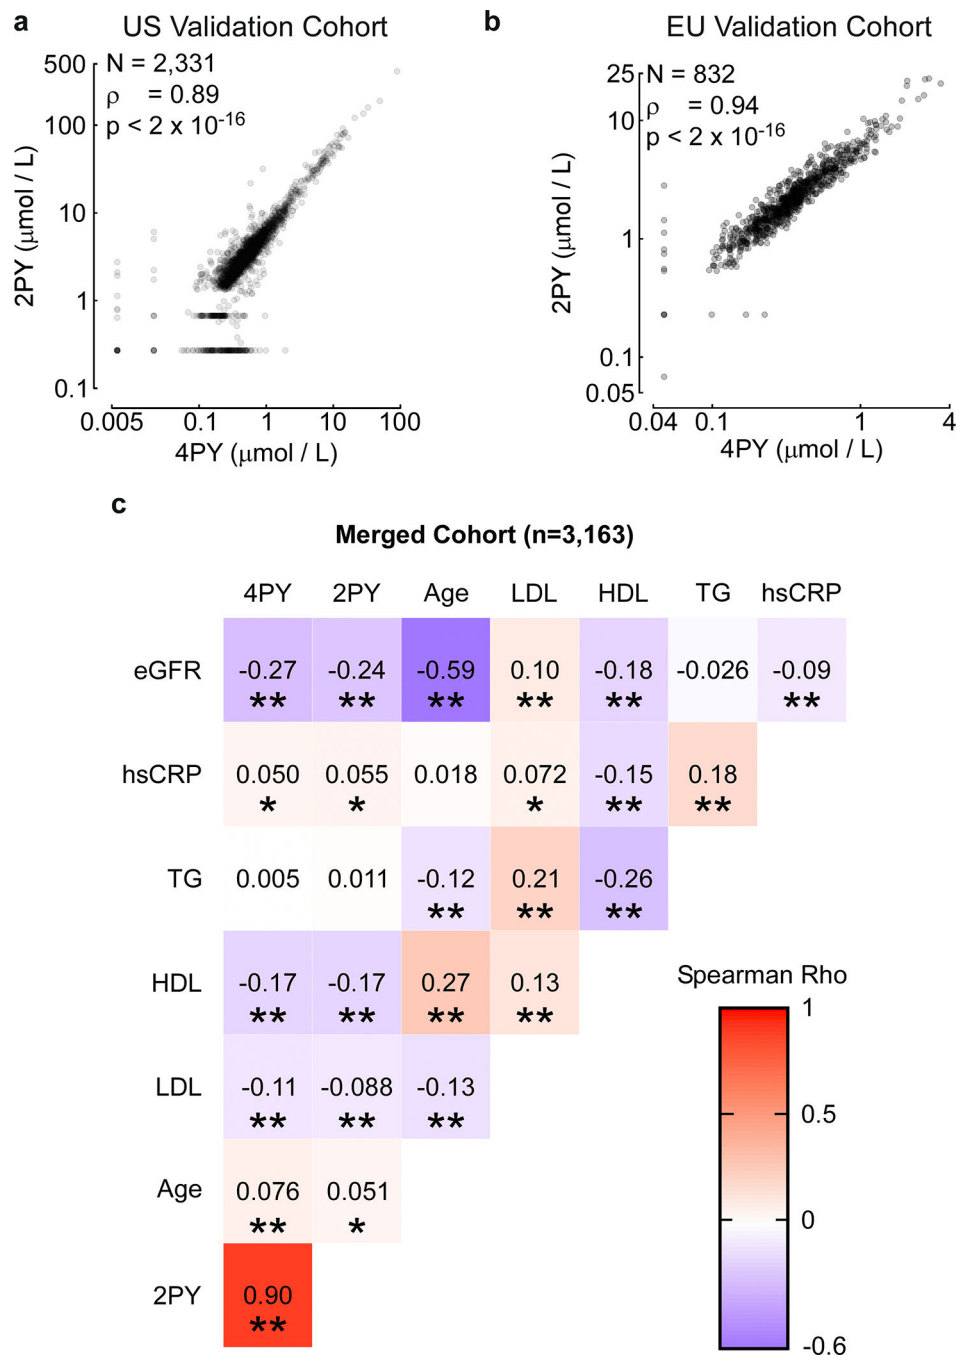 a US Validation Cohort
N = 2,331
ρ = 0.89
p < 2 x 10-16
500
100
10
1
0.1
2PY (μmol / L)
0.005 0.1 1 10 100
4PY (μmol / L)
b EU Validation Cohort
N = 832
ρ = 0.94
p < 2 x 10-16
25
10
1
0.1
0.05
2PY (μmol / L)
0.04 0.1 1 4
4PY (μmol / L)
c
Merged Cohort (n=3,163)
4PY 2PY Age LDL HDL TG hsCRP
eGFR -0.27 -0.24 -0.59 0.10 -0.18 -0.026 -0.09
** ** ** ** ** **
hsCRP 0.050 0.055 0.018 0.072 -0.15 0.18
* * * ** **
TG 0.005 0.011 -0.12 0.21 -0.26
** ** **
HDL -0.17 -0.17 0.27 0.13
** ** ** **
LDL -0.11 -0.088 -0.13
** ** **
Age 0.076 0.051
** *
2PY 0.90
**
Spearman Rho
1
0.5
0
-0.6